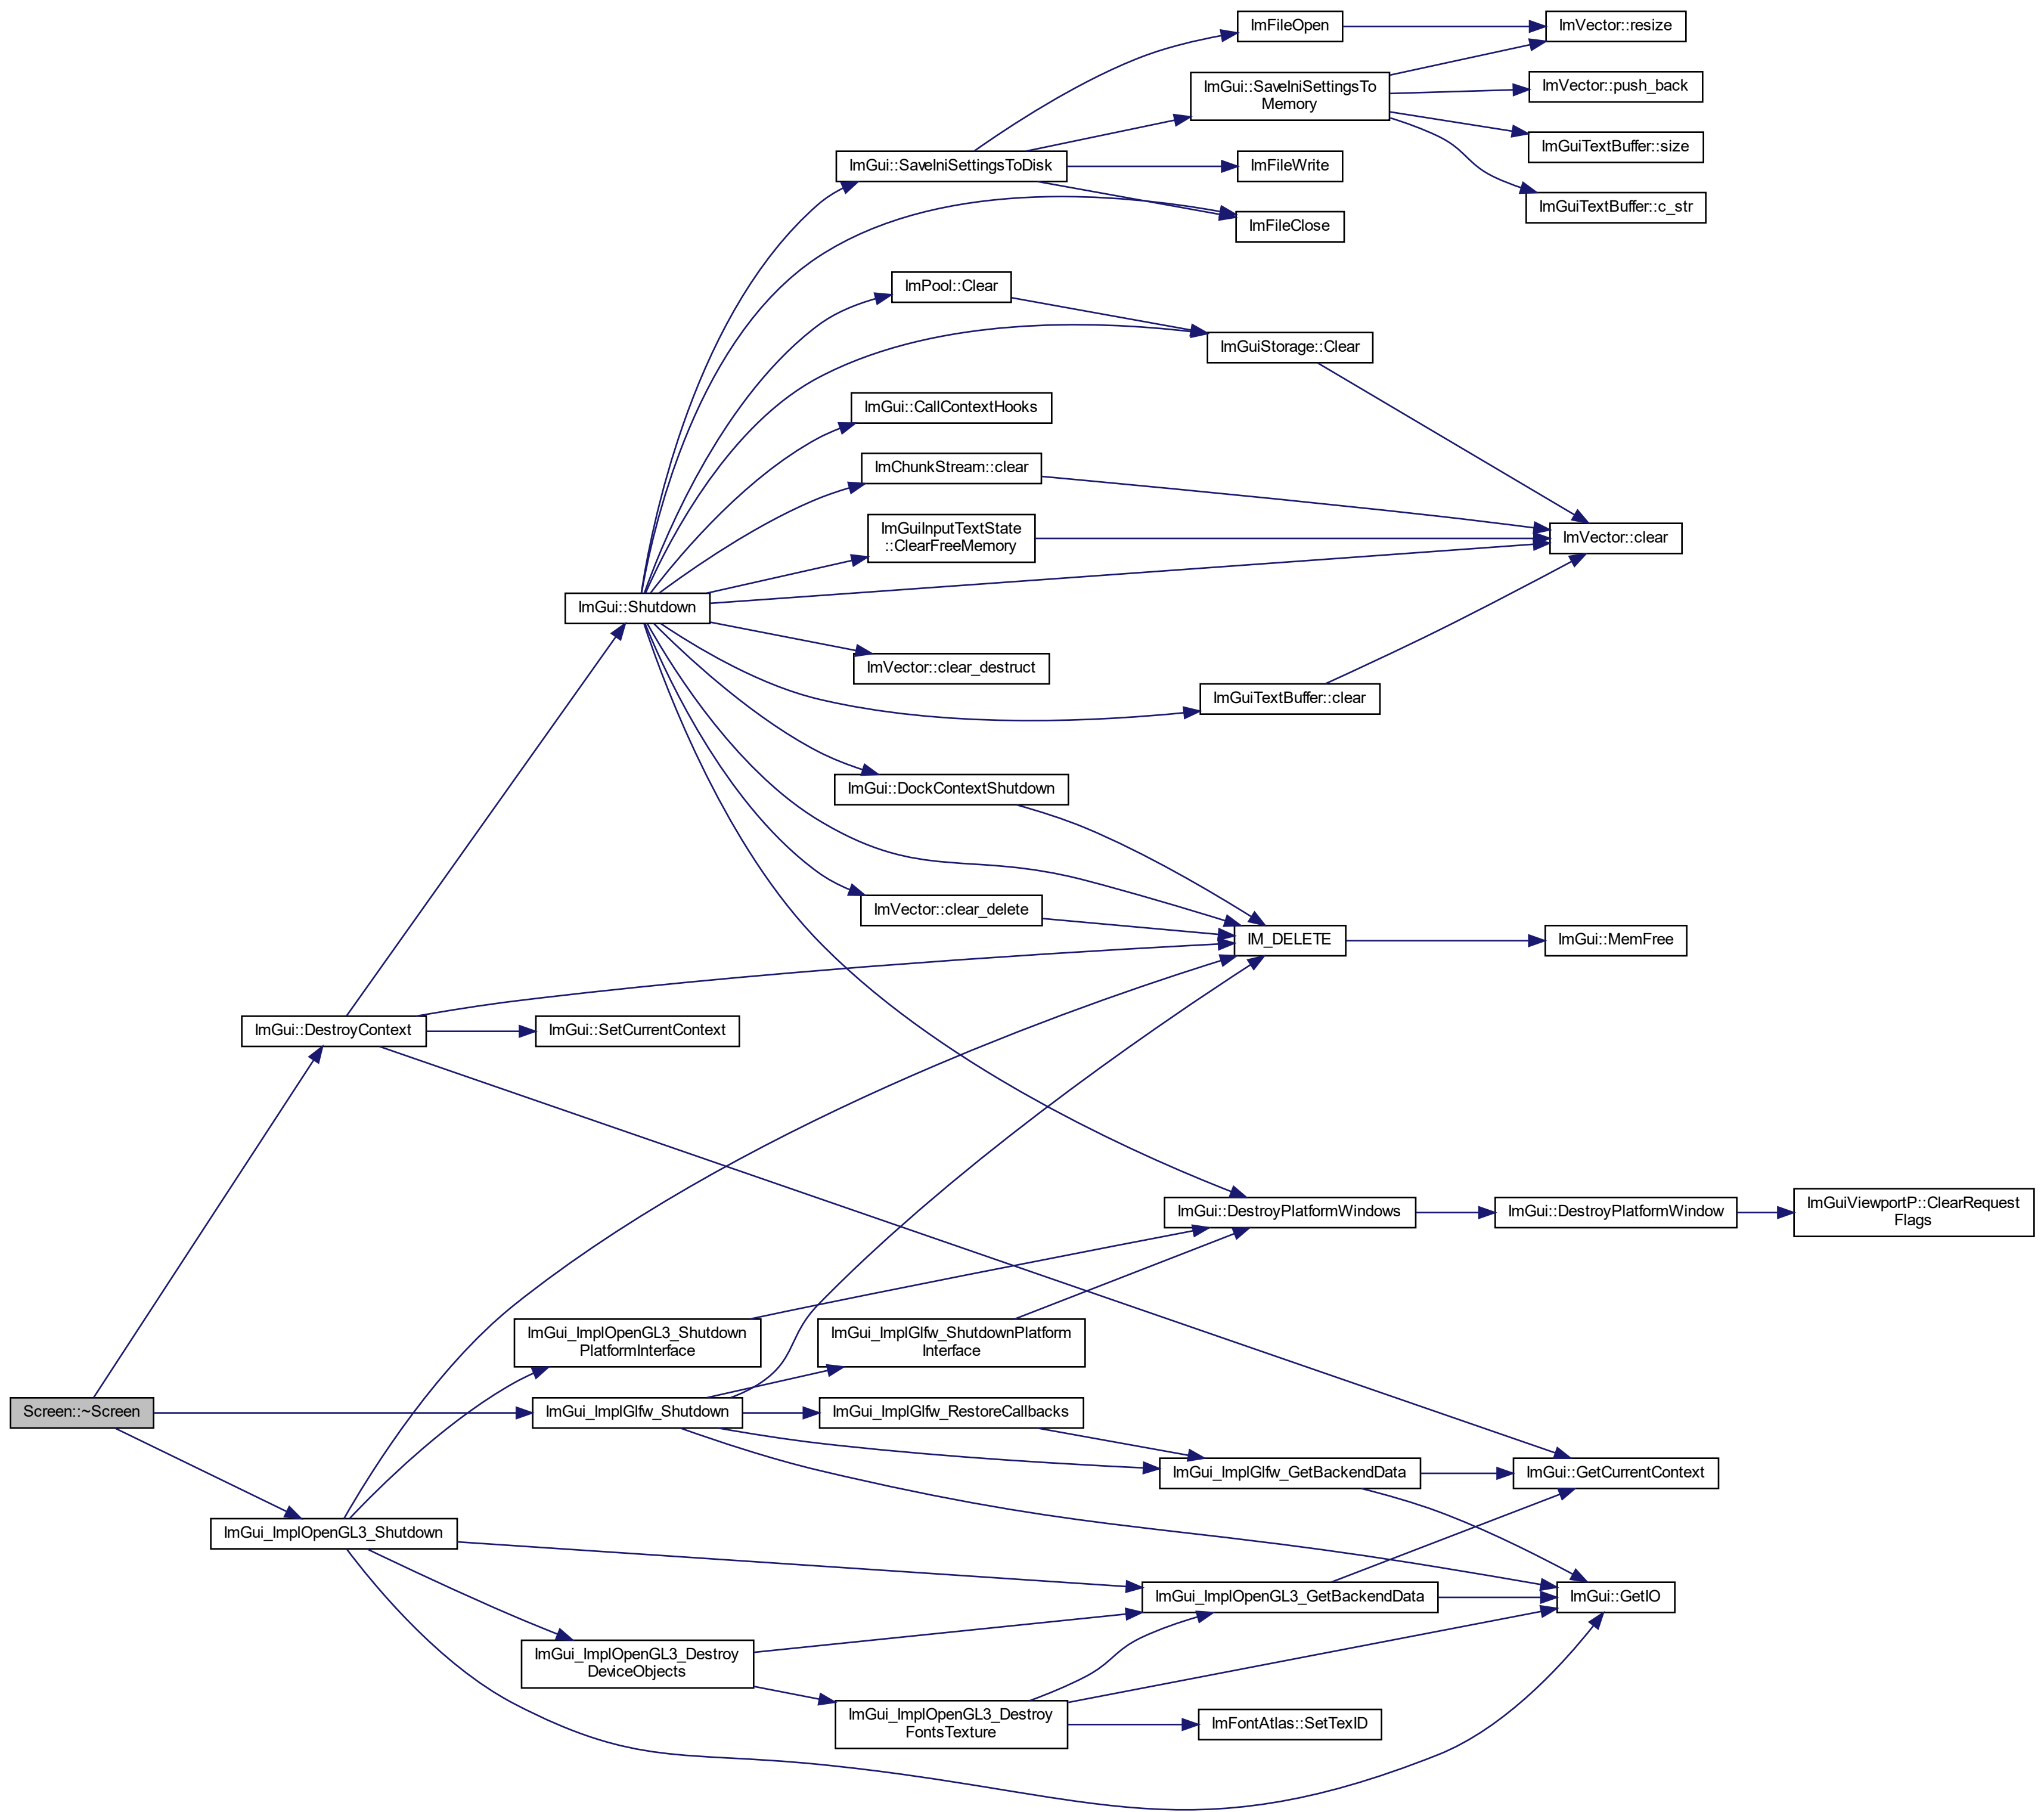 ImFileOpen
ImVector::resize
ImGui::SaveIniSettingsTo
Memory
ImVector::push_back
ImGuiTextBuffer::size
ImGui::SaveIniSettingsToDisk
ImFileWrite
ImGuiTextBuffer::c_str
ImFileClose
ImPool::Clear
ImGuiStorage::Clear
ImGui::CallContextHooks
ImChunkStream::clear
ImGuiInputTextState
::ClearFreeMemory
ImVector::clear
ImGui::Shutdown
ImVector::clear_destruct
ImGuiTextBuffer::clear
ImGui::DockContextShutdown
ImVector::clear_delete
IM_DELETE
ImGui::MemFree
ImGui::DestroyContext
ImGui::SetCurrentContext
ImGui::DestroyPlatformWindows
ImGui::DestroyPlatformWindow
ImGuiViewportP::ClearRequest
Flags
ImGui_ImplOpenGL3_Shutdown
PlatformInterface
ImGui_ImplGlfw_ShutdownPlatform
Interface
Screen::~Screen
ImGui_ImplGlfw_Shutdown
ImGui_ImplGlfw_RestoreCallbacks
ImGui_ImplGlfw_GetBackendData
ImGui::GetCurrentContext
ImGui_ImplOpenGL3_Shutdown
ImGui_ImplOpenGL3_GetBackendData
ImGui::GetIO
ImGui_ImplOpenGL3_Destroy
DeviceObjects
ImGui_ImplOpenGL3_Destroy
FontsTexture
ImFontAtlas::SetTexID